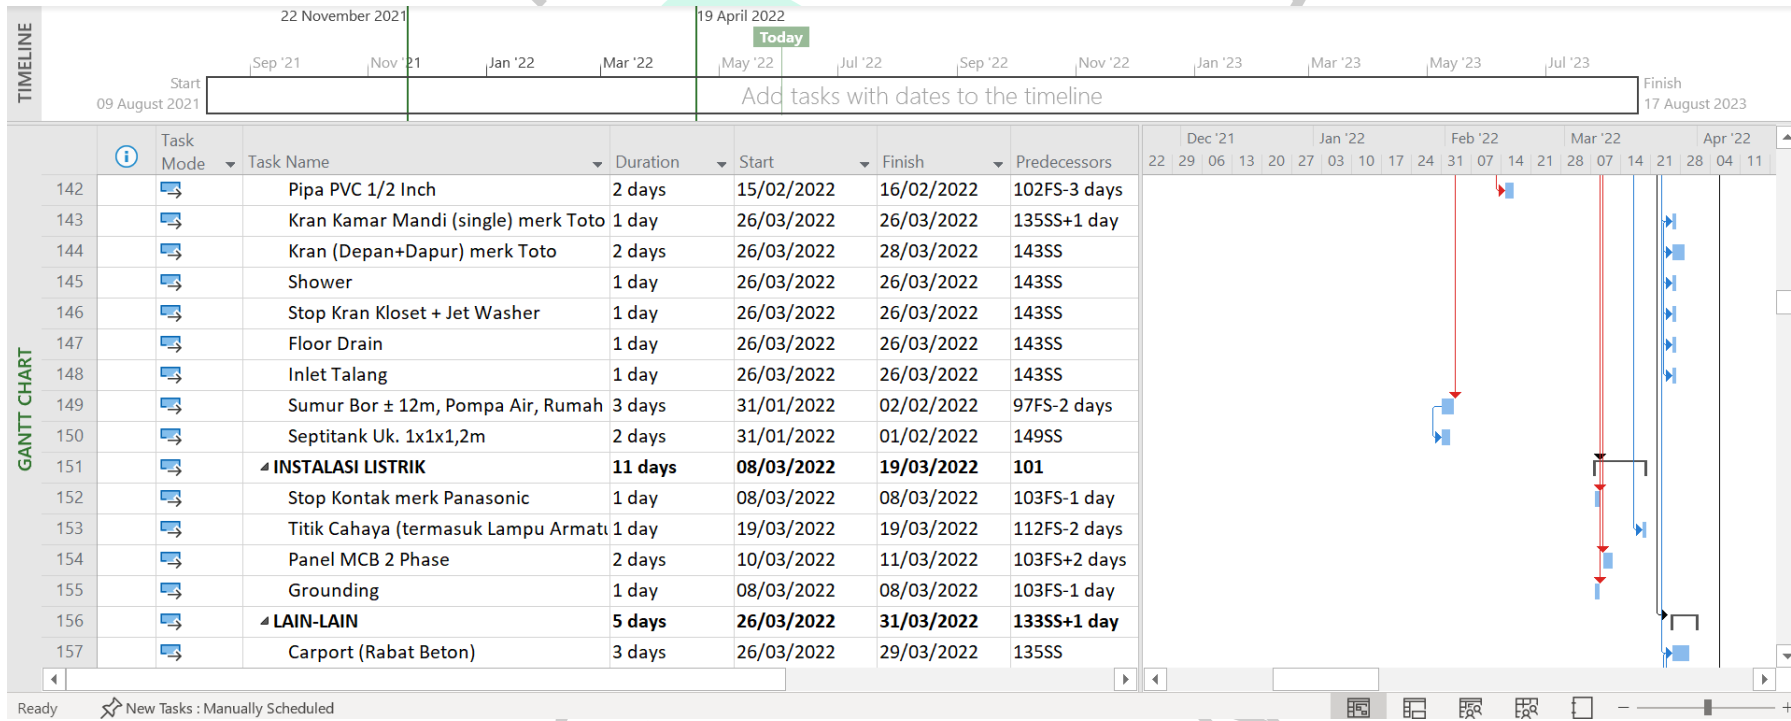 TIMELINE
22 November 2021 19 April 2022
Today
Sep '21 Nov '21 Jan '22 Mar '22 May '22 Jul '22 Sep '22 Nov '22 Jan '23 Mar '23 May '23 Jul '23
Start
09 August 2021
Add tasks with dates to the timeline
Finish
17 August 2023
GANTT CHART
Task Mode Task Name Duration Start Finish Predecessors
Dec '21 Jan '22 Feb '22 Mar '22 Apr '22
22 29 06 13 20 27 03 10 17 24 31 07 14 21 28 07 14 21 28 04 11
142 Pipa PVC 1/2 Inch 2 days 15/02/2022 16/02/2022 102FS-3 days
143 Kran Kamar Mandi (single) merk Toto 1 day 26/03/2022 26/03/2022 135SS+1 day
144 Kran (Depan+Dapur) merk Toto 2 days 26/03/2022 28/03/2022 143SS
145 Shower 1 day 26/03/2022 26/03/2022 143SS
146 Stop Kran Kloset + Jet Washer 1 day 26/03/2022 26/03/2022 143SS
147 Floor Drain 1 day 26/03/2022 26/03/2022 143SS
148 Inlet Talang 1 day 26/03/2022 26/03/2022 143SS
149 Sumur Bor ± 12m, Pompa Air, Rumah 3 days 31/01/2022 02/02/2022 97FS-2 days
150 Septitank Uk. 1x1x1,2m 2 days 31/01/2022 01/02/2022 149SS
151 INSTALASI LISTRIK 11 days 08/03/2022 19/03/2022 101
152 Stop Kontak merk Panasonic 1 day 08/03/2022 08/03/2022 103FS-1 day
153 Titik Cahaya (termasuk Lampu Armatu 1 day 19/03/2022 19/03/2022 112FS-2 days
154 Panel MCB 2 Phase 2 days 10/03/2022 11/03/2022 103FS+2 days
155 Grounding 1 day 08/03/2022 08/03/2022 103FS-1 day
156 LAIN-LAIN 5 days 26/03/2022 31/03/2022 133SS+1 day
157 Carport (Rabat Beton) 3 days 26/03/2022 29/03/2022 135SS
Ready New Tasks : Manually Scheduled